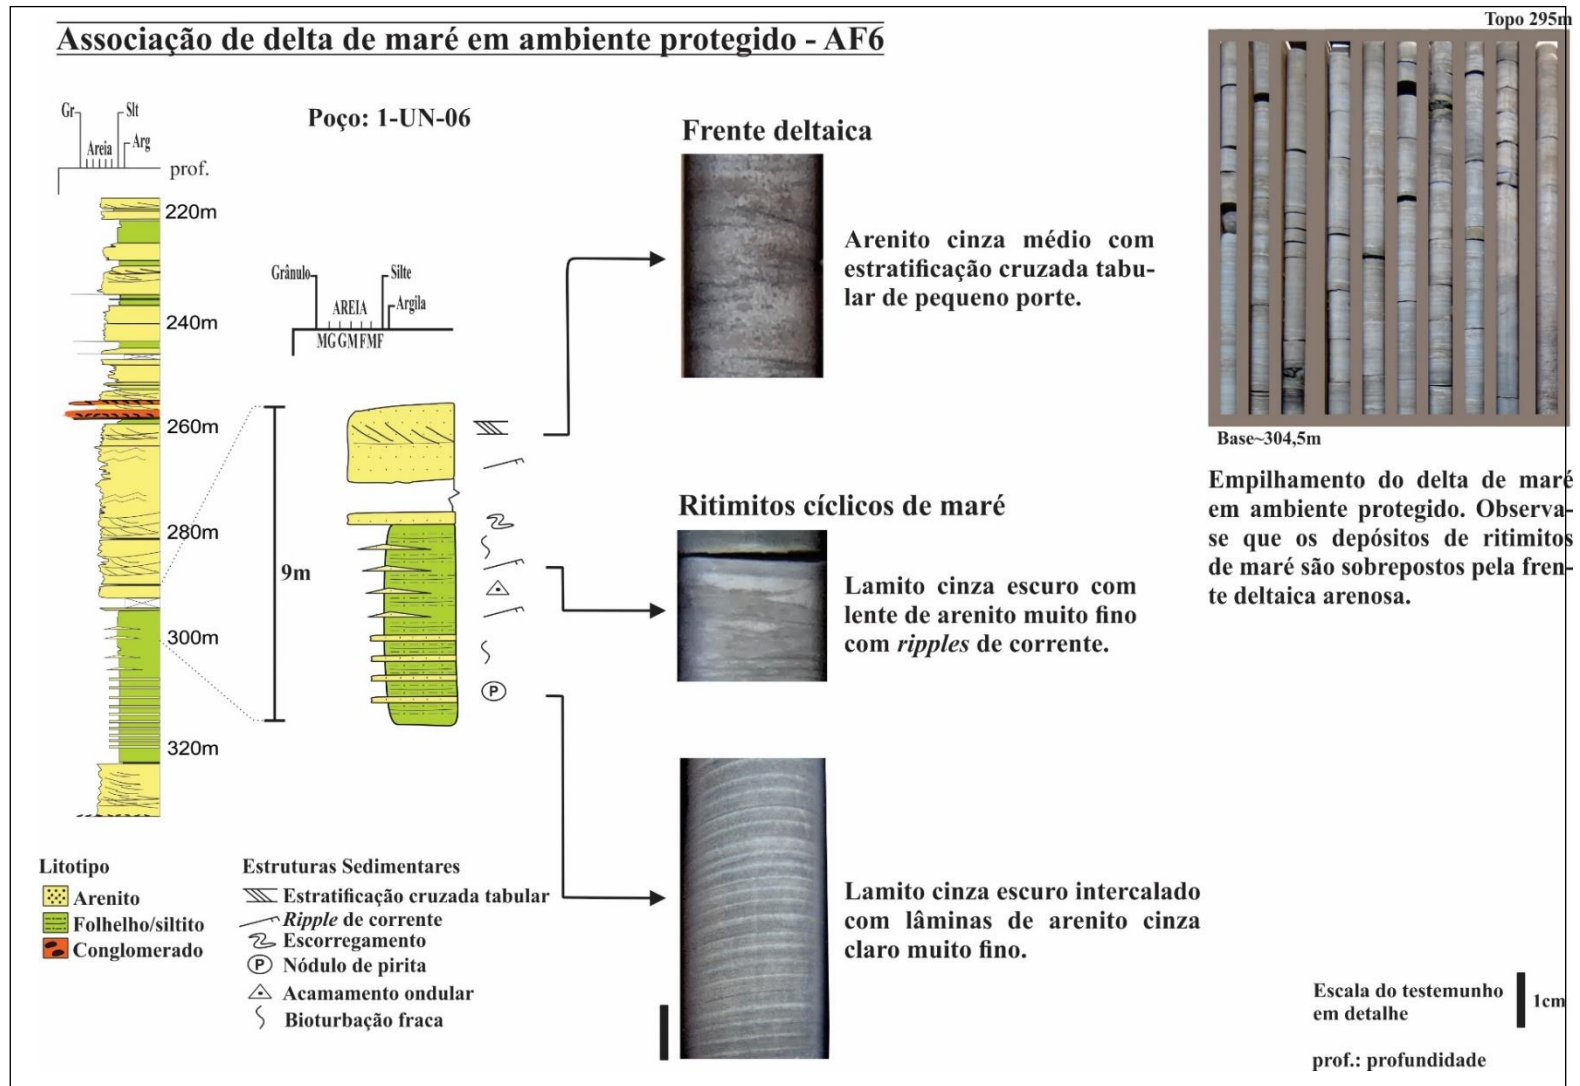 Associação de delta de maré em ambiente protegido - AF6
Topo 295m
Gr
Slt
Areia
Arg
prof.
Poço: 1-UN-06
220m
240m
260m
280m
300m
320m
Grânulo
Silte
AREIA
Argila
MG G M F MF
9m
P
Frente deltaica
Arenito cinza médio com
estratificação cruzada tabu-
lar de pequeno porte.
Ritimitos cíclicos de maré
Lamito cinza escuro com
lente de arenito muito fino
com ripples de corrente.
Lamito cinza escuro intercalado
com lâminas de arenito cinza
claro muito fino.
Base~304,5m
Empilhamento do delta de maré
em ambiente protegido. Observa-
se que os depósitos de ritimitos
de maré são sobrepostos pela fren-
te deltaica arenosa.
Litotipo
Arenito
Folhelho/siltito
Conglomerado
Estruturas Sedimentares
Estratificação cruzada tabular
Ripple de corrente
Escorregamento
P Nódulo de pirita
Acamamento ondular
Bioturbação fraca
Escala do testemunho
em detalhe
1cm
prof.: profundidade